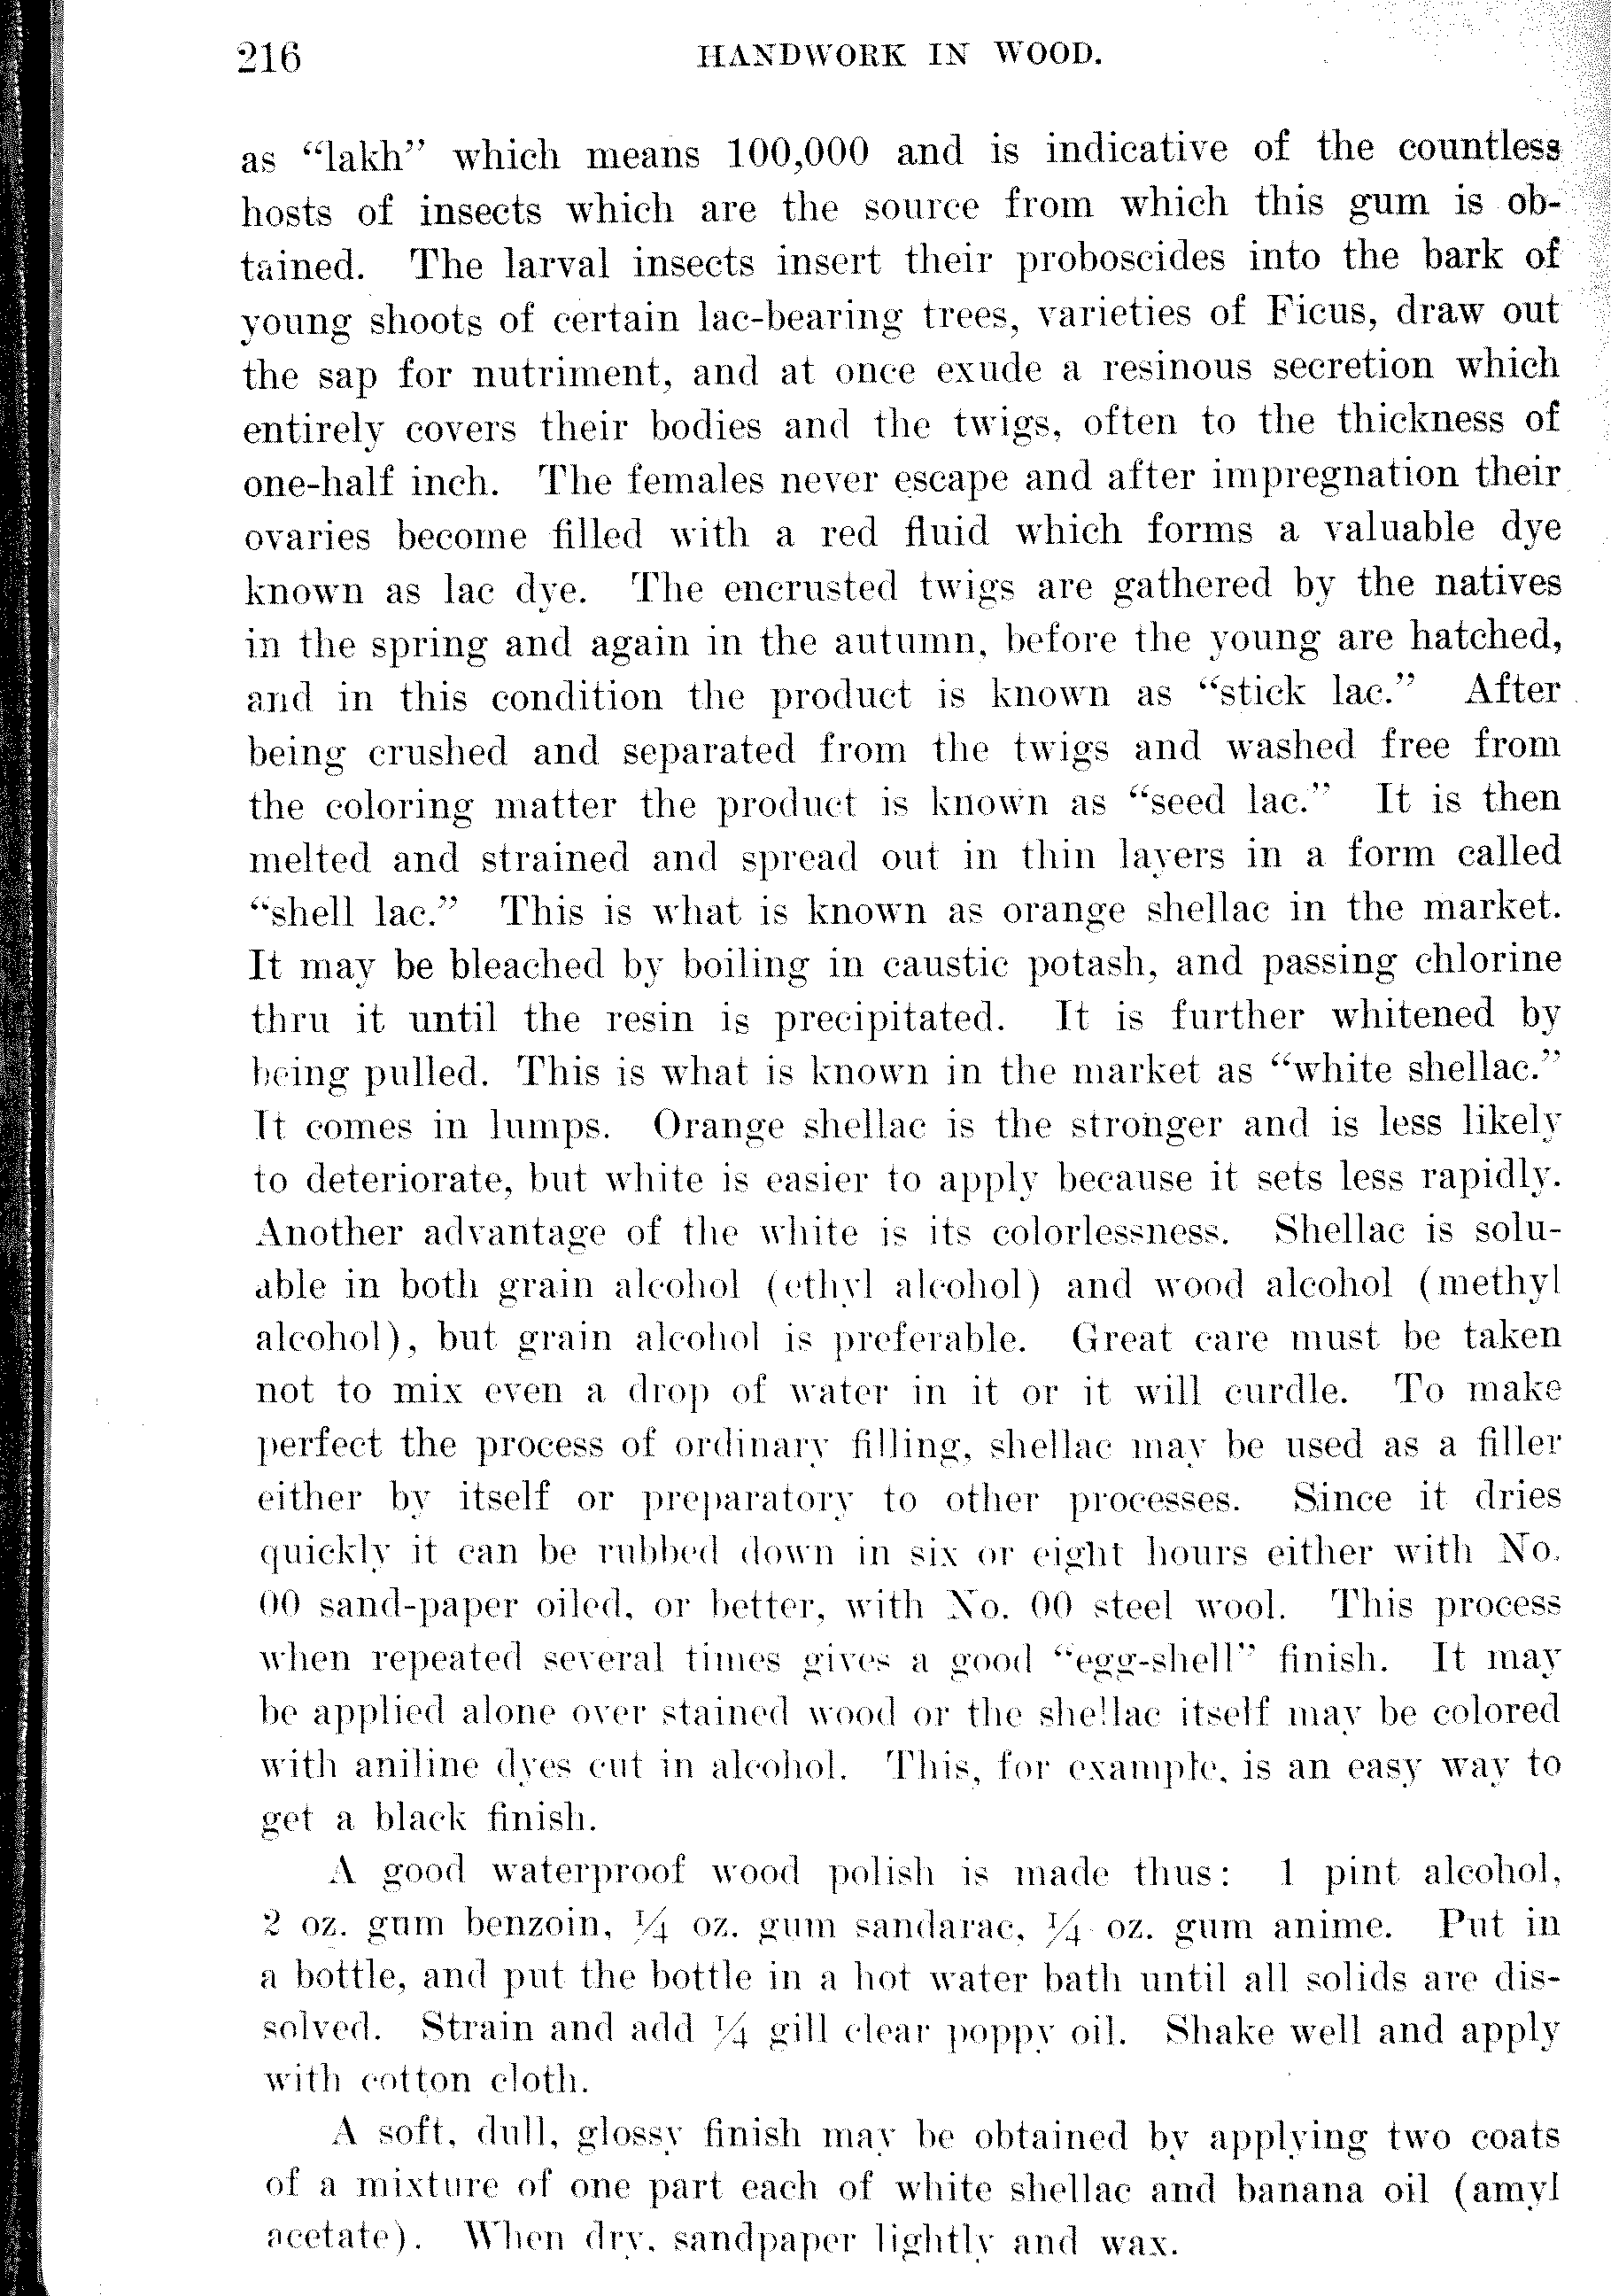 216 HANDWORK IN WOOD.
as “lakh” which means 100,000 and is indicative of the countless
hosts of insects which are the source from which this gum is ob-
tained. The larval insects insert their proboscides into the bark of
young shoots of certain lac-bearing trees, varieties of Ficus, draw out
the sap for nutriment, and at once exude a resinous secretion which
entirely covers their bodies and the twigs, often to the thickness of
one-half inch. The females never escape and after impregnation their
ovaries become filled with a red fluid which forms a valuable dye
known as lac dye. The encrusted twigs are gathered by the natives
in the spring and again in the autumn, before the young are hatched,
and in this condition the product is known as “stick lac.” After
being crushed and separated from the twigs and washed free from
the coloring matter the product is known as “seed lac.” It is then
melted and strained and spread out in thin layers in a form called
“shell lac.” This is what is known as orange shellac in the market.
It may be bleached by boiling in caustic potash, and passing chlorine
thru it until the resin is precipitated. It is further whitened by
being pulled. This is what is known in the market as “white shellac.”
It comes in lumps. Orange shellac is the stronger and is less likely
to deteriorate, but white is easier to apply because it sets less rapidly.
Another advantage of the white is its colorlessness. Shellac is solu-
able in both grain alcohol (ethyl alcohol) and wood alcohol (methyl
alcohol), but grain alcohol is preferable. Great care must be taken
not to mix even a drop of water in it or it will curdle. To make
perfect the process of ordinary filling, shellac may be used as a filler
either by itself or preparatory to other processes. Since it dries
quickly it can be rubbed down in six or eight hours either with No.
00 sand-paper oiled, or better, with No. 00 steel wool. This process
when repeated several times gives a good “egg-shell” finish. It may
be applied alone over stained wood or the shellac itself may be colored
with aniline dyes cut in alcohol. This, for example, is an easy way to
get a black finish.
A good waterproof wood polish is made thus: 1 pint alcohol,
2 oz. gum benzoin, ¼ oz. gum sandarac, ¼ oz. gum anime. Put in
a bottle, and put the bottle in a hot water bath until all solids are dis-
solved. Strain and add ¼ gill clear poppy oil. Shake well and apply
with cotton cloth.
A soft, dull, glossy finish may be obtained by applying two coats
of a mixture of one part each of white shellac and banana oil (amyl
acetate). When dry, sandpaper lightly and wax.